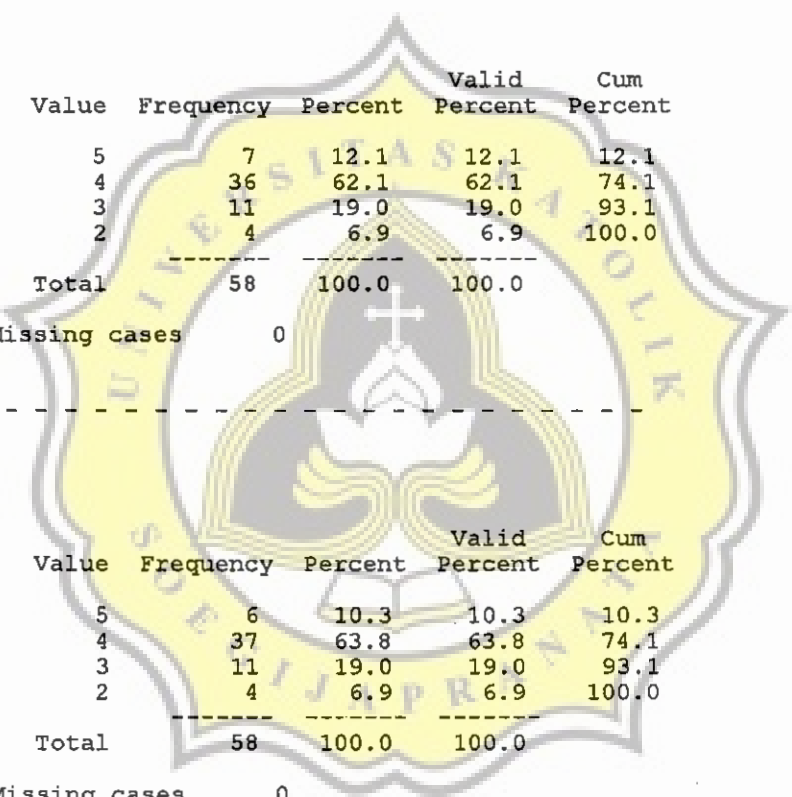 Valid Cum
Value Frequency Percent Percent Percent
5 7 12.1 12.1 12.1
4 36 62.1 62.1 74.1
3 11 19.0 19.0 93.1
2 4 6.9 6.9 100.0
------- ------- -------
Total 58 100.0 100.0
Missing cases 0
- - - - - - - - - - - - - - - - - - - - - -
Valid Cum
Value Frequency Percent Percent Percent
5 6 10.3 10.3 10.3
4 37 63.8 63.8 74.1
3 11 19.0 19.0 93.1
2 4 6.9 6.9 100.0
------- ------- -------
Total 58 100.0 100.0
Missing cases 0
UNIVERSITAS KATOLIK
SOEGIJAPRANATA